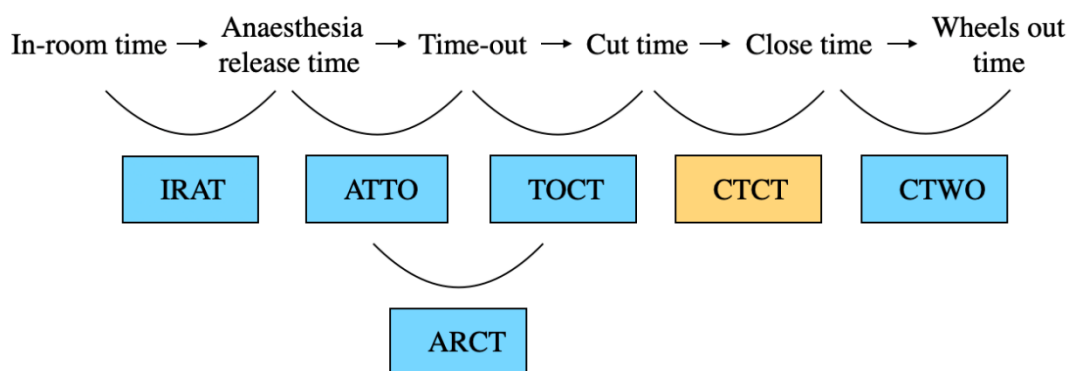 In-room time → Anaesthesia release time → Time-out → Cut time → Close time → Wheels out time
IRAT ATTO TOCT CTCT CTWO
ARCT